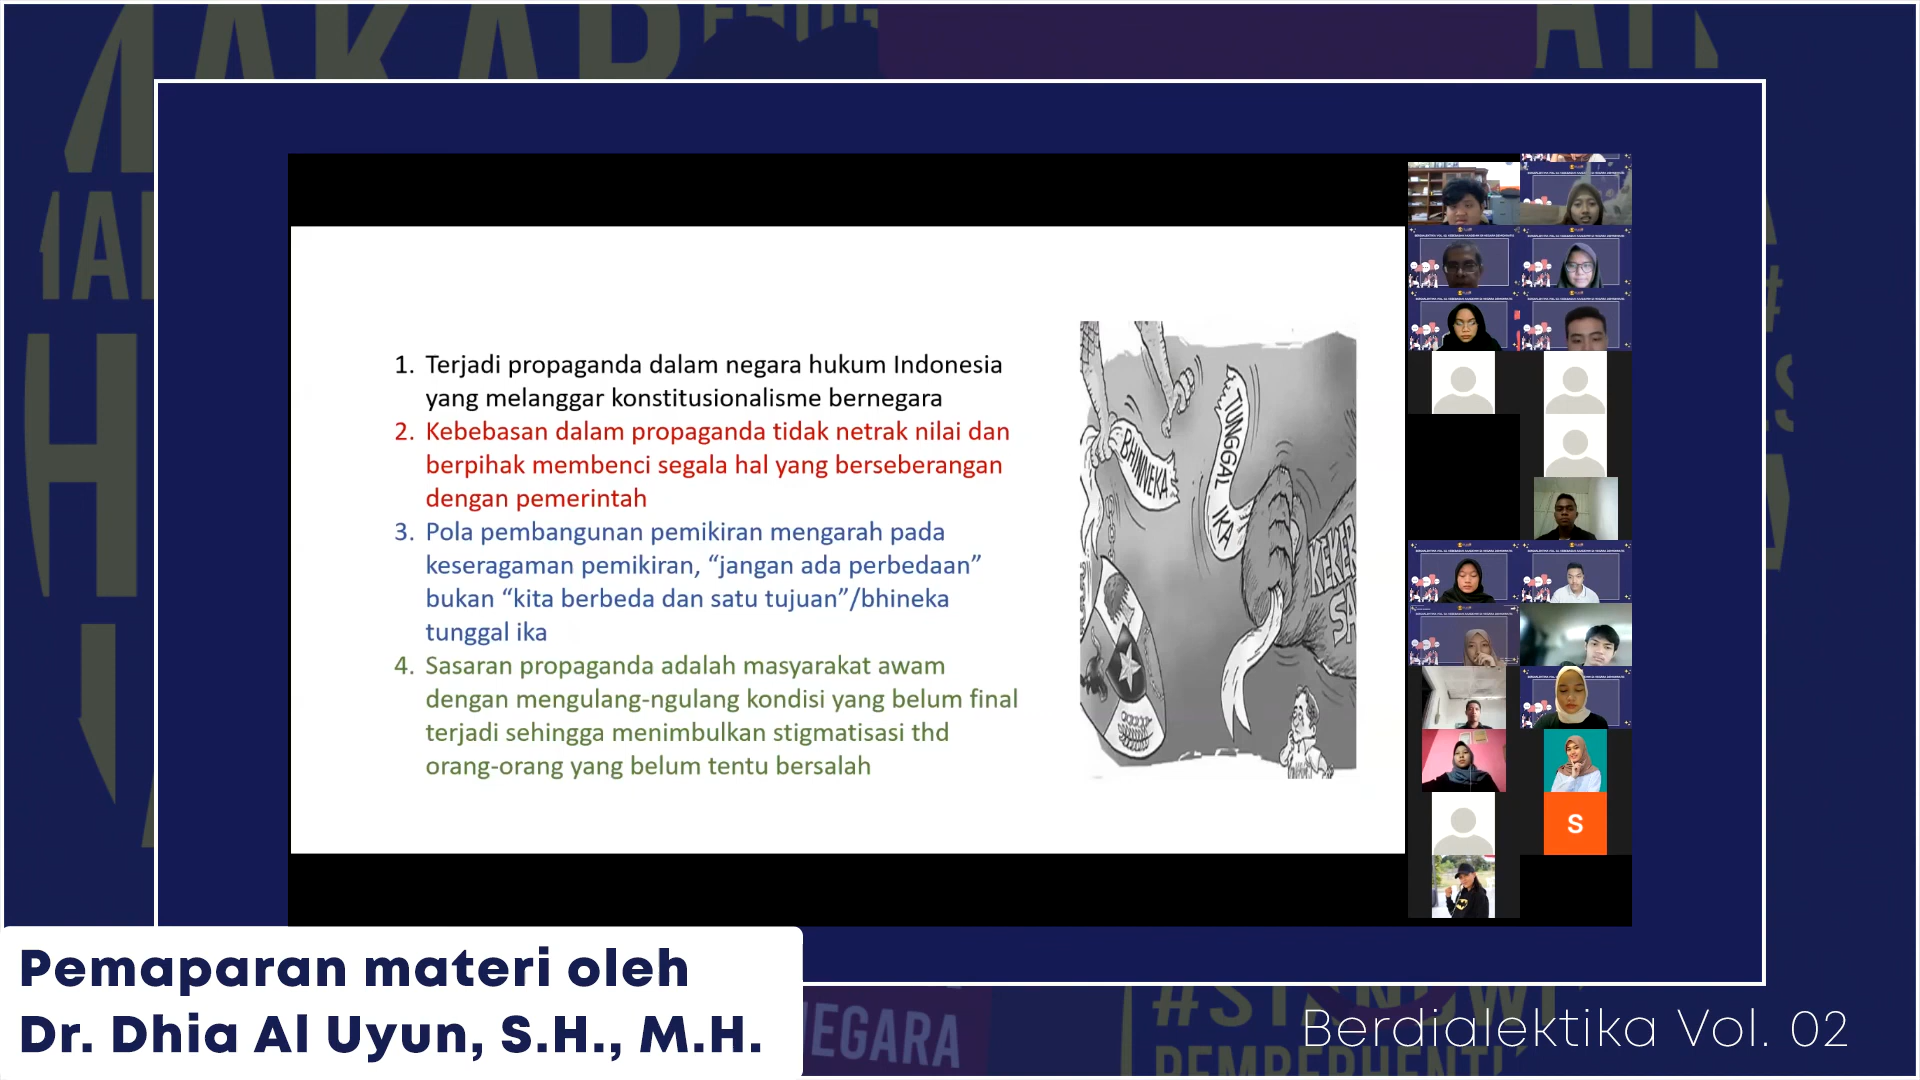 1. Terjadi propaganda dalam negara hukum Indonesia
yang melanggar konstitusionalisme bernegara
2. Kebebasan dalam propaganda tidak netrak nilai dan
berpihak membenci segala hal yang berseberangan
dengan pemerintah
3. Pola pembangunan pemikiran mengarah pada
keseragaman pemikiran, “jangan ada perbedaan”
bukan “kita berbeda dan satu tujuan”/bhineka
tunggal ika
4. Sasaran propaganda adalah masyarakat awam
dengan mengulang-ngulang kondisi yang belum final
terjadi sehingga menimbulkan stigmatisasi thd
orang-orang yang belum tentu bersalah
BHINNEKA
TUNGGAL
IKA
S
Pemaparan materi oleh
Dr. Dhia Al Uyun, S.H., M.H.
EGARA
Berdialektika Vol. 02